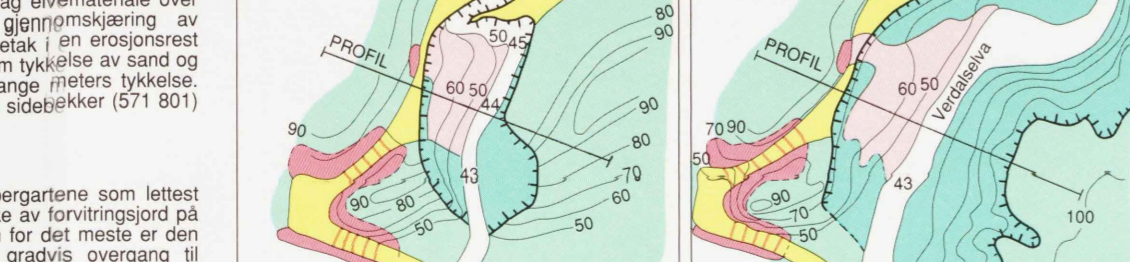 ag elvemateriale over
gjennomskjæring av
etak i en erosjonsrest
m tykkelse av sand og
ange meters tykkelse.
sidebekker (571 801)
bergartene som lettest
e av forvitringsjord på
for det meste er den
gradvis overgang til
PROFIL
80
90
50
45
60 50
44
90
90
80
70
60
50
43
90
80
50
PROFIL
Verdalselva
60 50
70 90
50
43
90
70
50
100